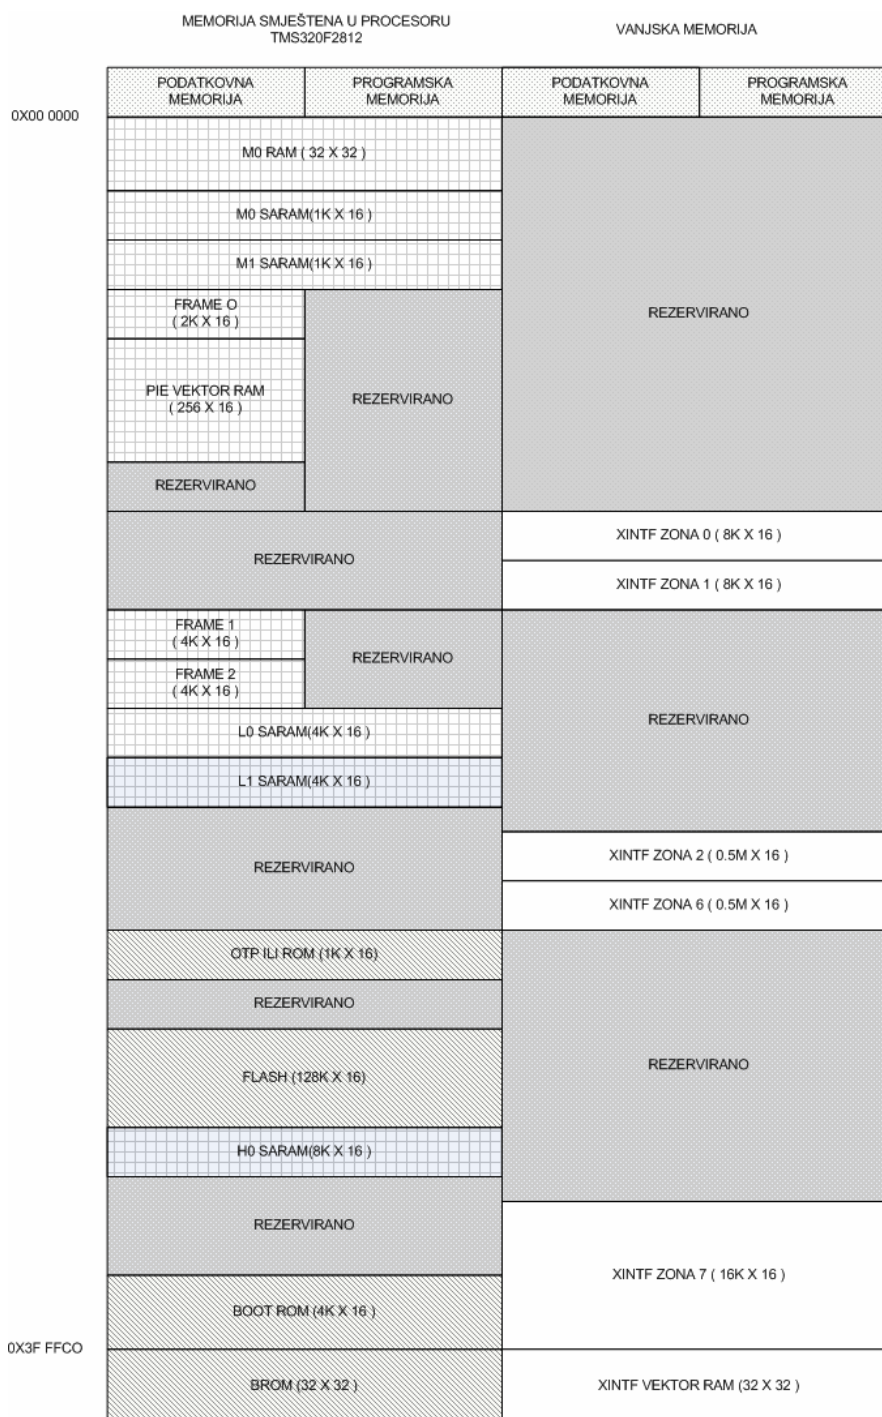 MEMORIJA SMJEŠTENA U PROCESORU
TMS320F2812
VANJSKA MEMORIJA
PODATKOVNA
MEMORIJA
PROGRAMSKA
MEMORIJA
PODATKOVNA
MEMORIJA
PROGRAMSKA
MEMORIJA
0X00 0000
M0 RAM ( 32 X 32 )
M0 SARAM(1K X 16 )
M1 SARAM(1K X 16 )
FRAME O
( 2K X 16 )
REZERVIRANO
PIE VEKTOR RAM
( 256 X 16 )
REZERVIRANO
REZERVIRANO
XINTF ZONA 0 ( 8K X 16 )
REZERVIRANO
XINTF ZONA 1 ( 8K X 16 )
FRAME 1
( 4K X 16 )
REZERVIRANO
FRAME 2
( 4K X 16 )
REZERVIRANO
L0 SARAM(4K X 16 )
L1 SARAM(4K X 16 )
XINTF ZONA 2 ( 0.5M X 16 )
REZERVIRANO
XINTF ZONA 6 ( 0.5M X 16 )
OTP ILI ROM (1K X 16)
REZERVIRANO
REZERVIRANO
FLASH (128K X 16)
H0 SARAM(8K X 16 )
REZERVIRANO
XINTF ZONA 7 ( 16K X 16 )
BOOT ROM (4K X 16 )
0X3F FFCO
BROM (32 X 32 )
XINTF VEKTOR RAM (32 X 32 )